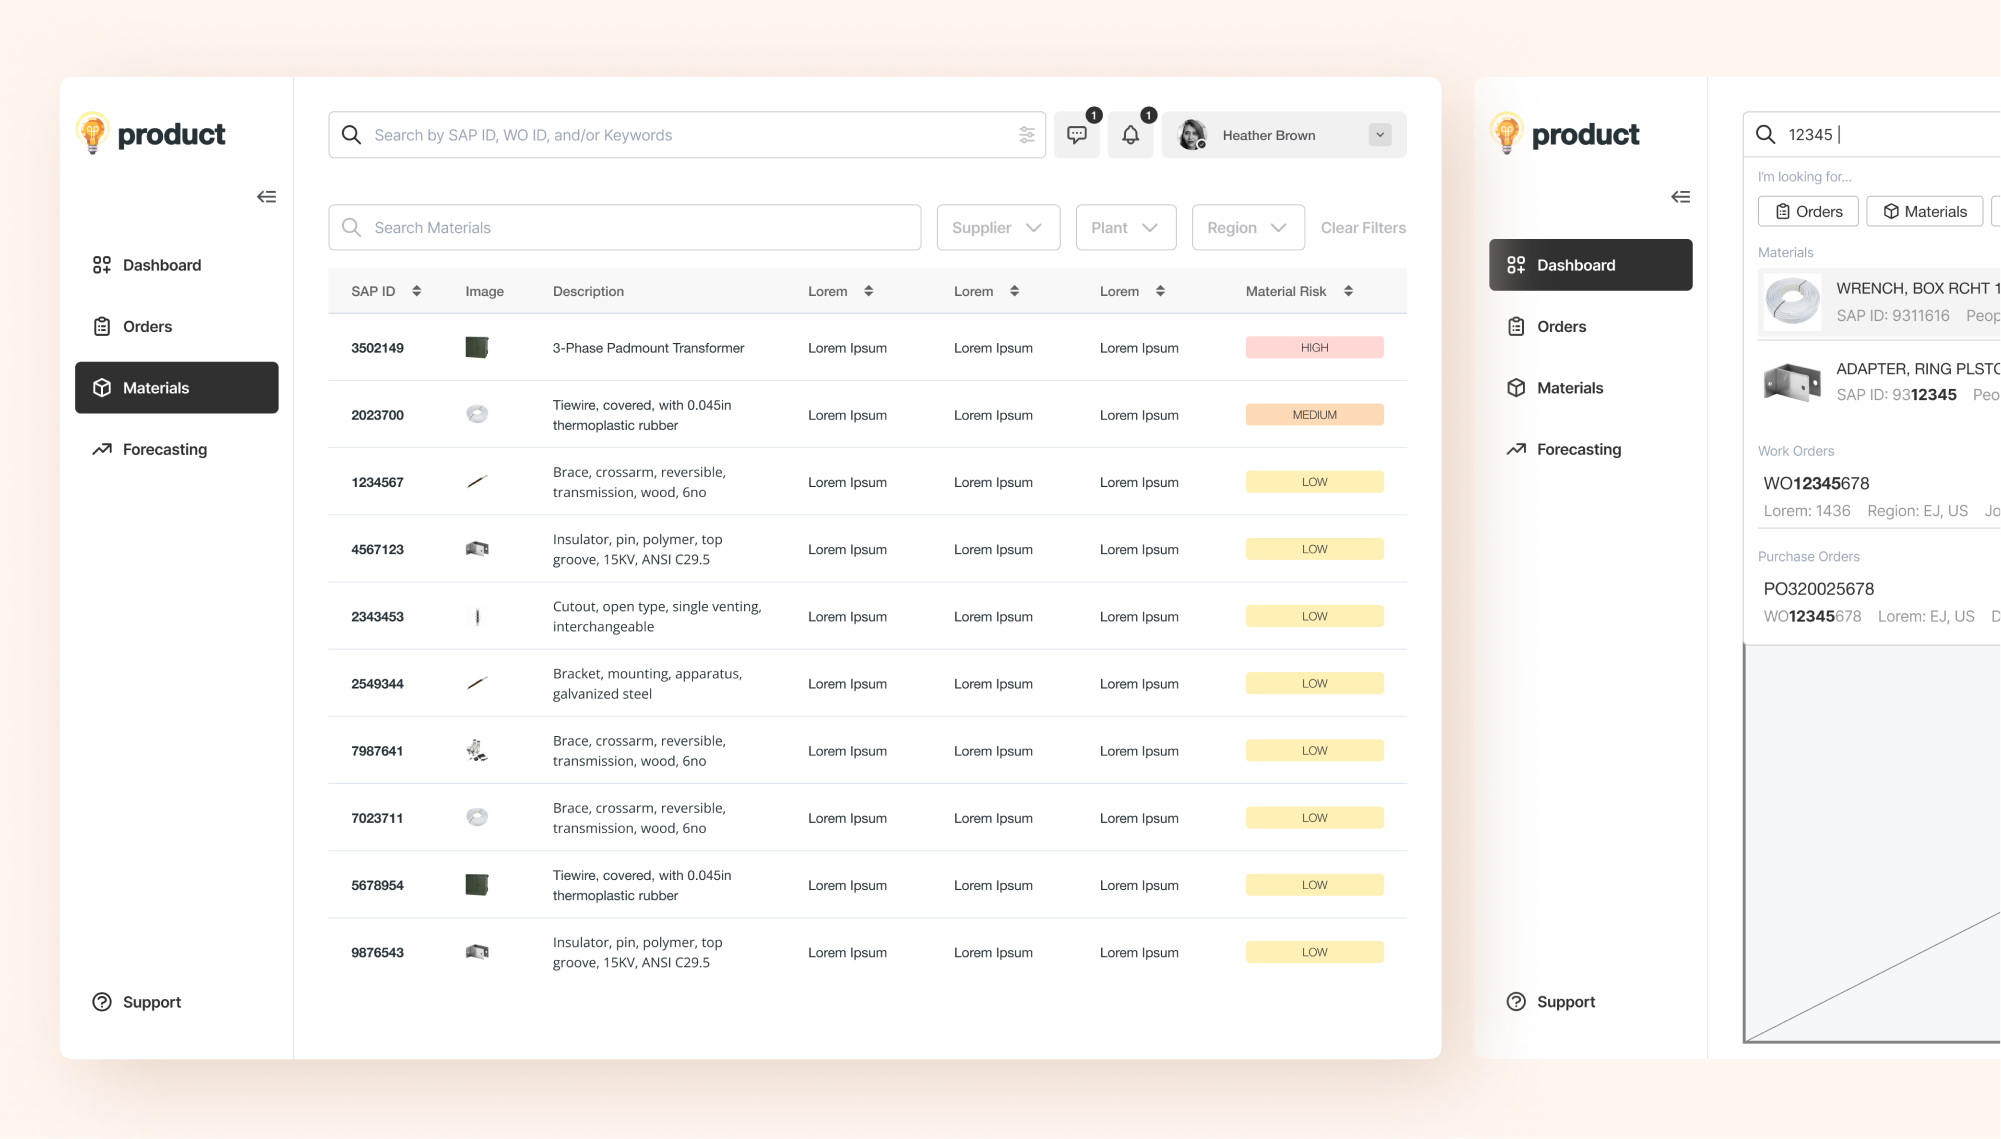 product
Search by SAP ID, WO ID, and/or Keywords
1
1
Heather Brown
Dashboard
Orders
Materials
Forecasting
Support
Search Materials
Supplier
Plant
Region
Clear Filters
SAP ID Image Description Lorem Lorem Lorem Material Risk
3502149 3-Phase Padmount Transformer Lorem Ipsum Lorem Ipsum Lorem Ipsum HIGH
2023700 Tiewire, covered, with 0.045in
thermoplastic rubber Lorem Ipsum Lorem Ipsum Lorem Ipsum MEDIUM
1234567 Brace, crossarm, reversible,
transmission, wood, 6no Lorem Ipsum Lorem Ipsum Lorem Ipsum LOW
4567123 Insulator, pin, polymer, top
groove, 15KV, ANSI C29.5 Lorem Ipsum Lorem Ipsum Lorem Ipsum LOW
2343453 Cutout, open type, single venting,
interchangeable Lorem Ipsum Lorem Ipsum Lorem Ipsum LOW
2549344 Bracket, mounting, apparatus,
galvanized steel Lorem Ipsum Lorem Ipsum Lorem Ipsum LOW
7987641 Brace, crossarm, reversible,
transmission, wood, 6no Lorem Ipsum Lorem Ipsum Lorem Ipsum LOW
7023711 Brace, crossarm, reversible,
transmission, wood, 6no Lorem Ipsum Lorem Ipsum Lorem Ipsum LOW
5678954 Tiewire, covered, with 0.045in
thermoplastic rubber Lorem Ipsum Lorem Ipsum Lorem Ipsum LOW
9876543 Insulator, pin, polymer, top
groove, 15KV, ANSI C29.5 Lorem Ipsum Lorem Ipsum Lorem Ipsum LOW
product
Dashboard
Orders
Materials
Forecasting
Support
12345
I'm looking for...
Orders Materials
Materials
WRENCH, BOX RCHT
SAP ID: 9311616
ADAPTER, RING
SAP ID: 9312345
Work Orders
WO12345678
Lorem: 1436 Region: EJ, US
Purchase Orders
PO320025678
WO12345678 Lorem: EJ, US